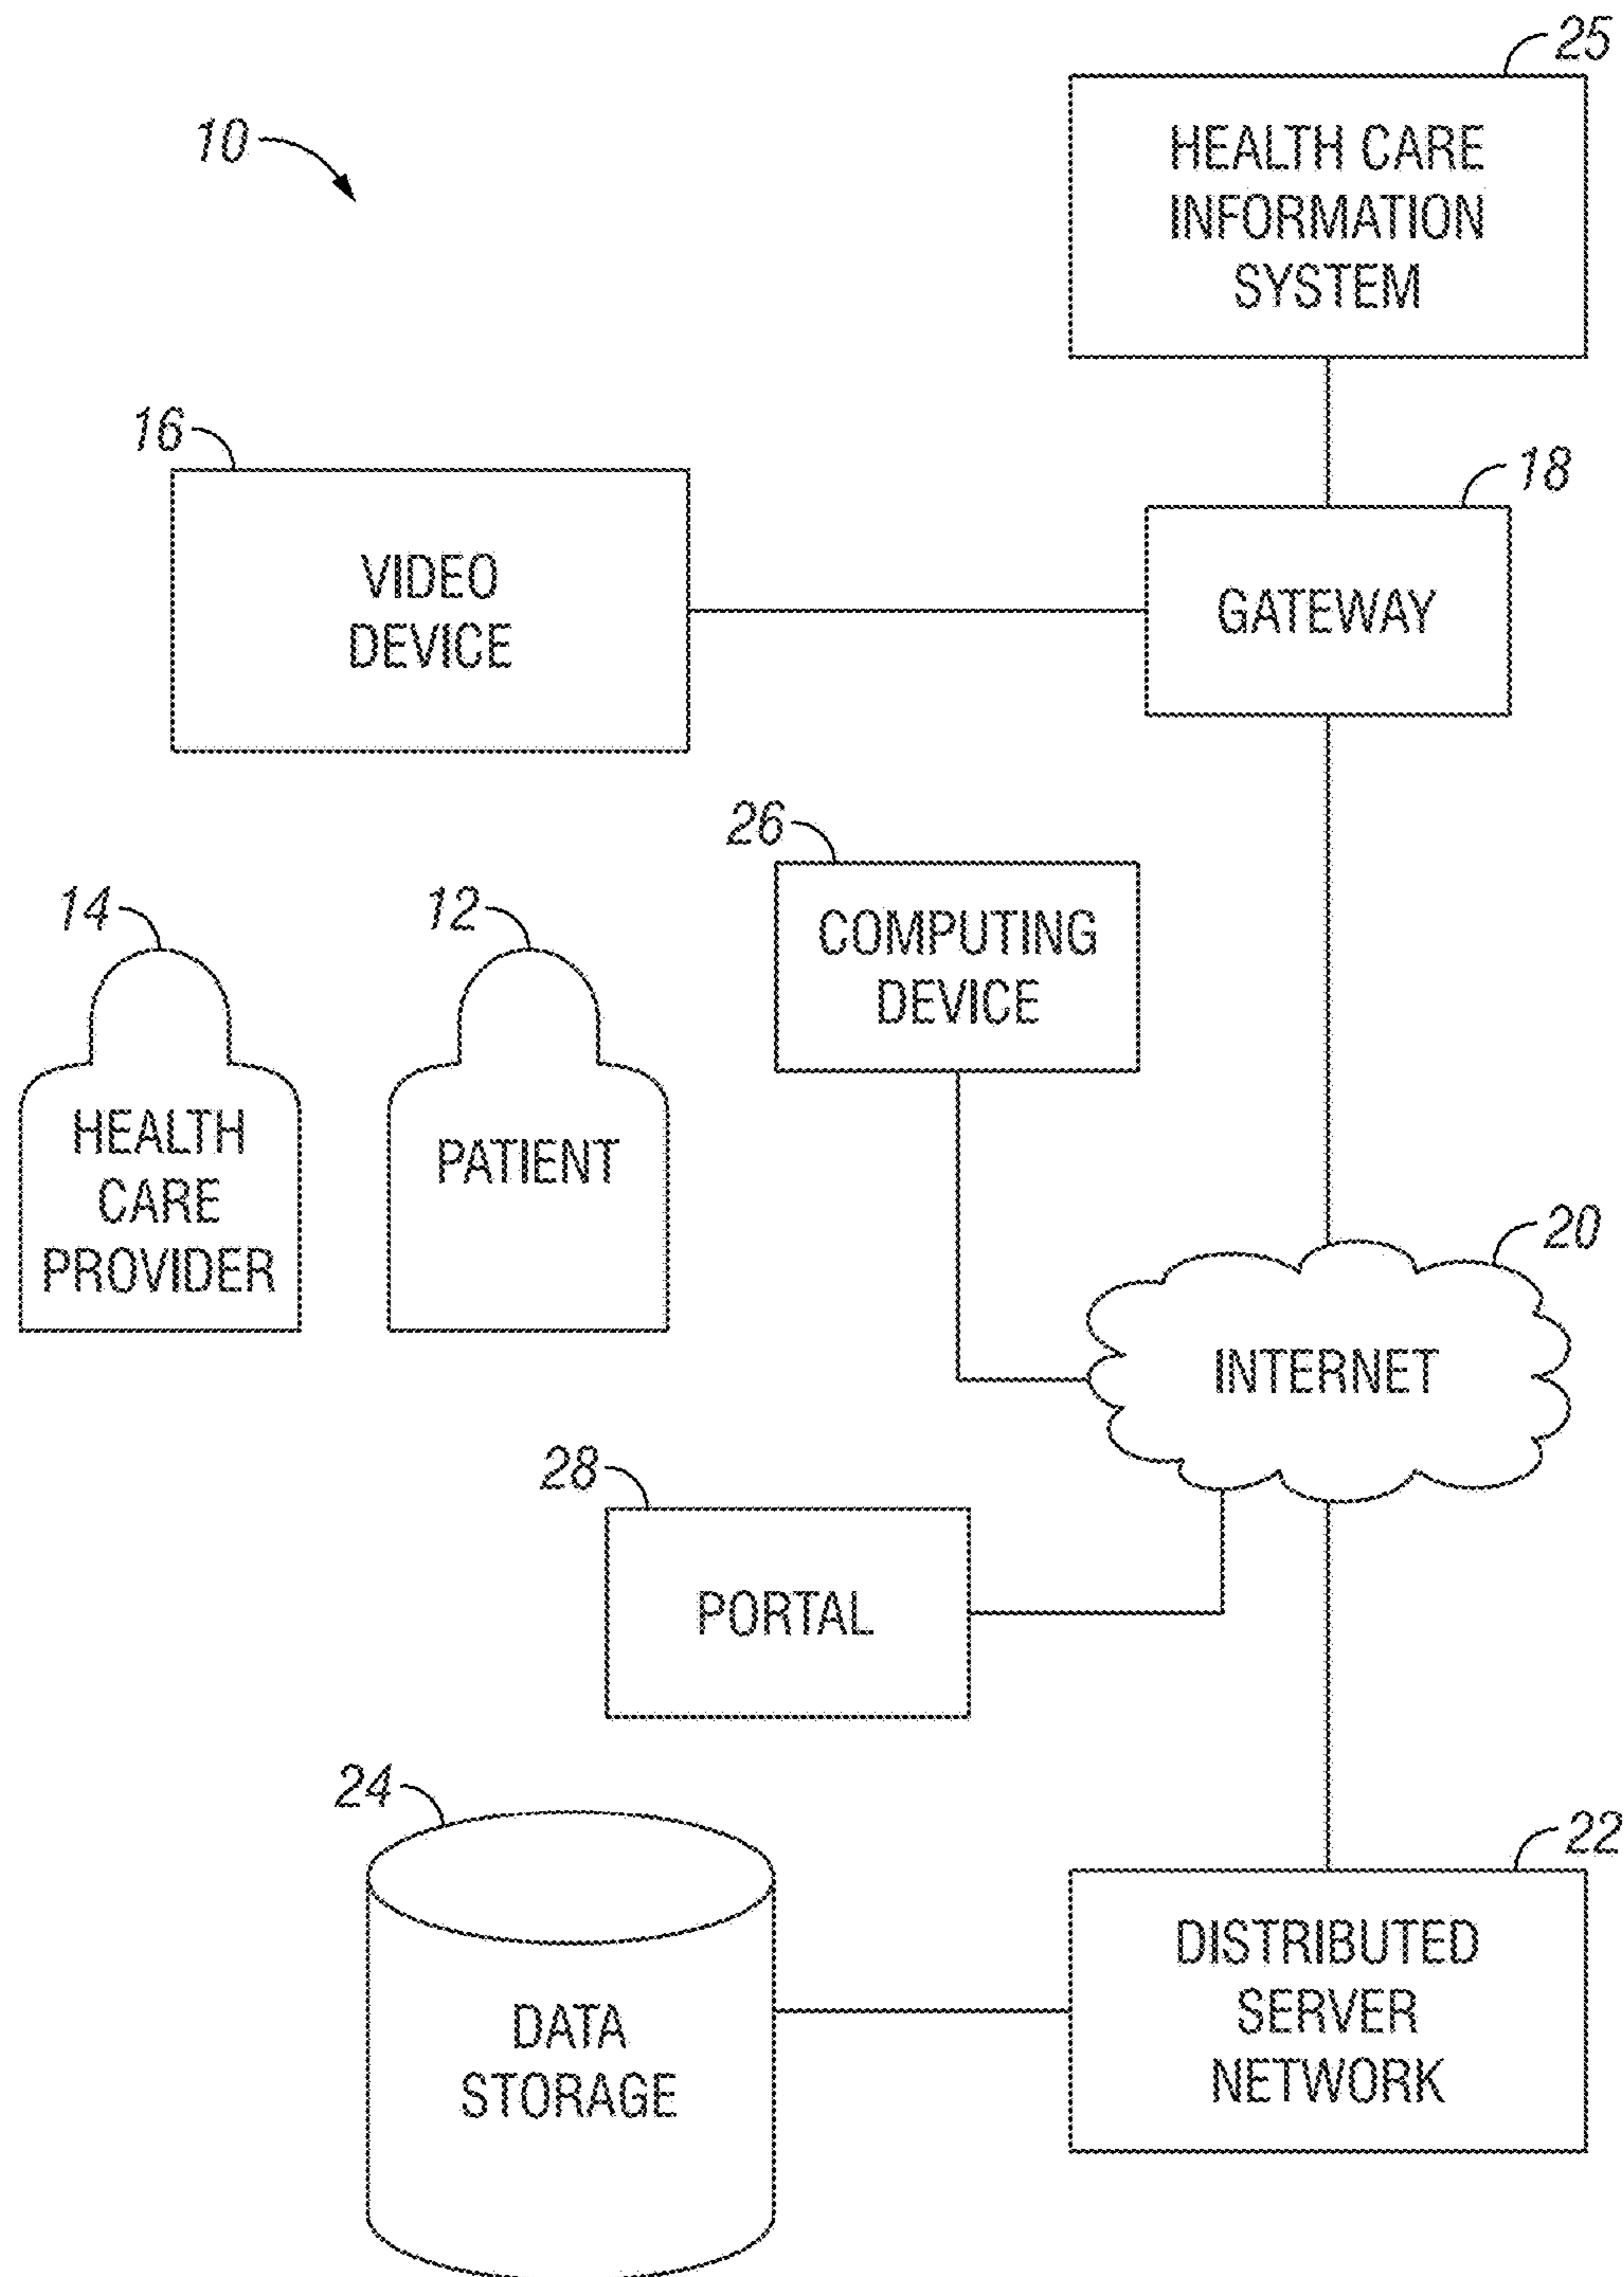 25
10
HEALTH CARE
INFORMATION
SYSTEM
16
18
VIDEO
DEVICE
GATEWAY
26
14
12
COMPUTING
DEVICE
HEALTH
CARE
PROVIDER
PATIENT
20
INTERNET
28
PORTAL
24
22
DISTRIBUTED
SERVER
NETWORK
DATA
STORAGE